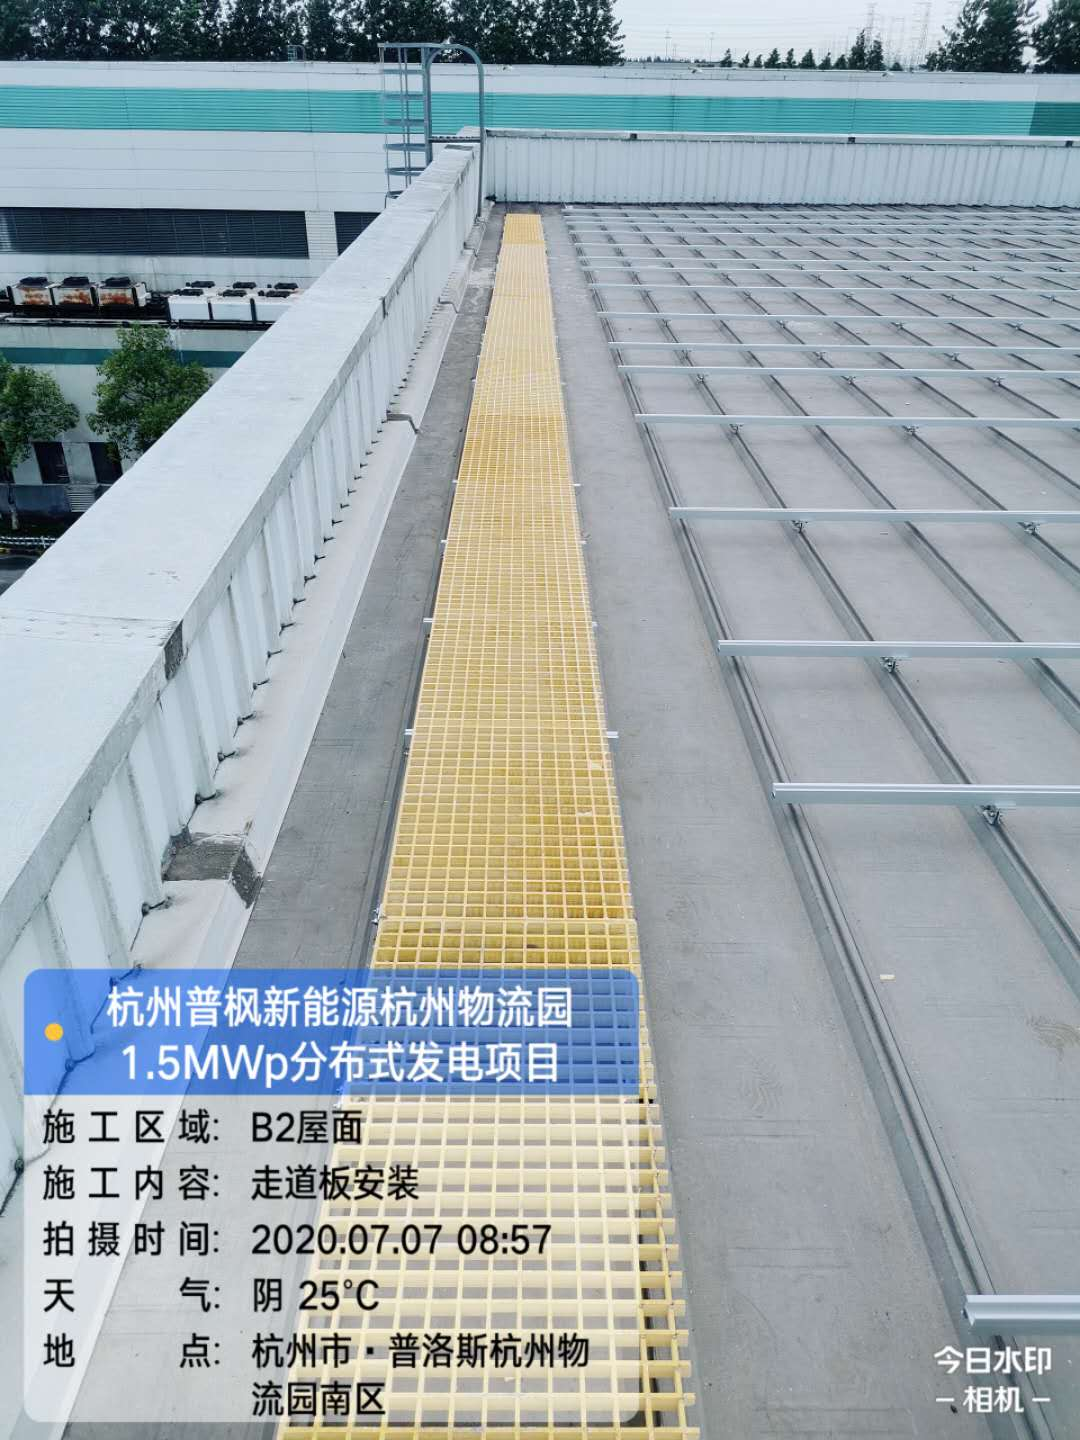 杭州普枫新能源杭州物流园
1.5MWp分布式发电项目
施工区域: B2屋面
施工内容: 走道板安装
拍摄时间: 2020.07.07 08:57
天气: 阴 25°C
地点: 杭州市·普洛斯杭州物
流园南区
今日水印
-相机-